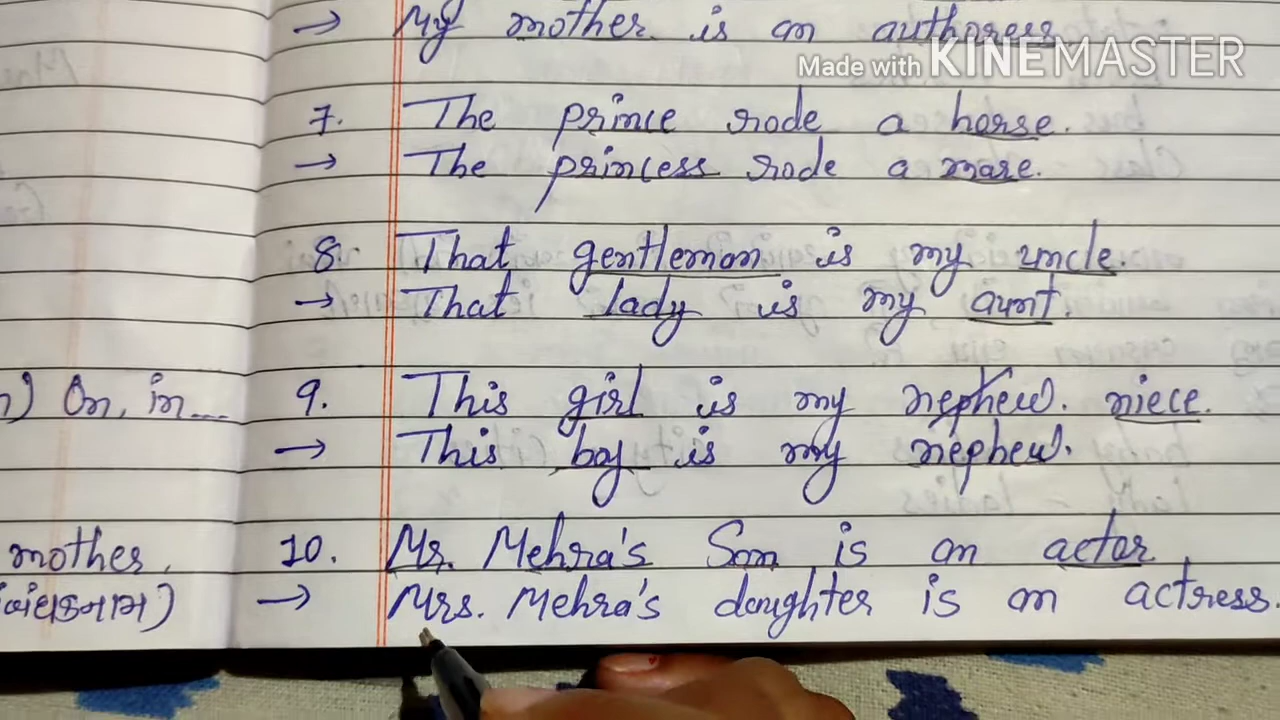 → My mother is an authoress
Made with KINEMASTER
7. The prince rode a horse.
→ The princess rode a mare.
8. That gentleman is my uncle.
→ That lady is my aunt.
On, in... 9. This girl is my nephew. niece.
→ This boy is my nephew.
mother, 10. Mr. Mehra's Son is an actor
→ Mrs. Mehra's daughter is an actress.